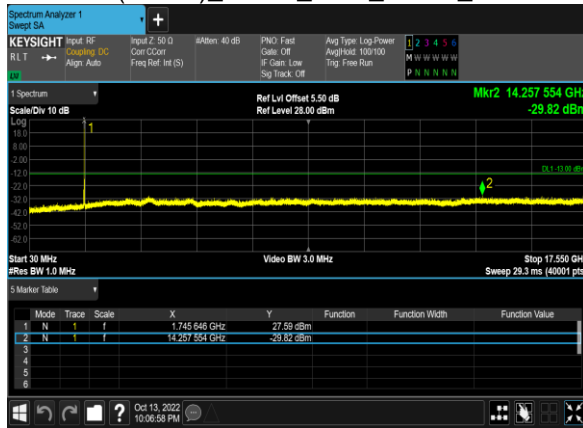 Spectrum Analyzer 1
Swept SA
+
KEYSIGHT Input: RF Input Z: 50 Ω #Atten: 40 dB PNO: Fast Avg Type: Log-Power 1 2 3 4 5 6
RLT Coupling: DC Corr CCorr Gate: Off Avg|Hold: 100/100 M W W W W W
Align: Auto Freq Ref: Int (S) IF Gain: Low Trig: Free Run
Sig Track: Off P N N N N N
1 Spectrum Ref Lvl Offset 5.50 dB Mkr2 14.257 554 GHz
Scale/Div 10 dB Ref Level 28.00 dBm -29.82 dBm
Log
18.0
8.00
-2.00
-12.0
-22.0
-32.0
-42.0
-52.0
-62.0
1
DL1 -13.00 dB
2
Start 30 MHz Video BW 3.0 MHz Stop 17.550 GH
#Res BW 1.0 MHz Sweep 29.3 ms (40001 pts
5 Marker Table
Mode Trace Scale X Y Function Function Width Function Value
1 N 1 f 1.745 646 GHz 27.59 dBm
2 N 1 f 14.257 554 GHz -29.82 dBm
3
4
5
6
? Oct 13, 2022
10:06:58 PM